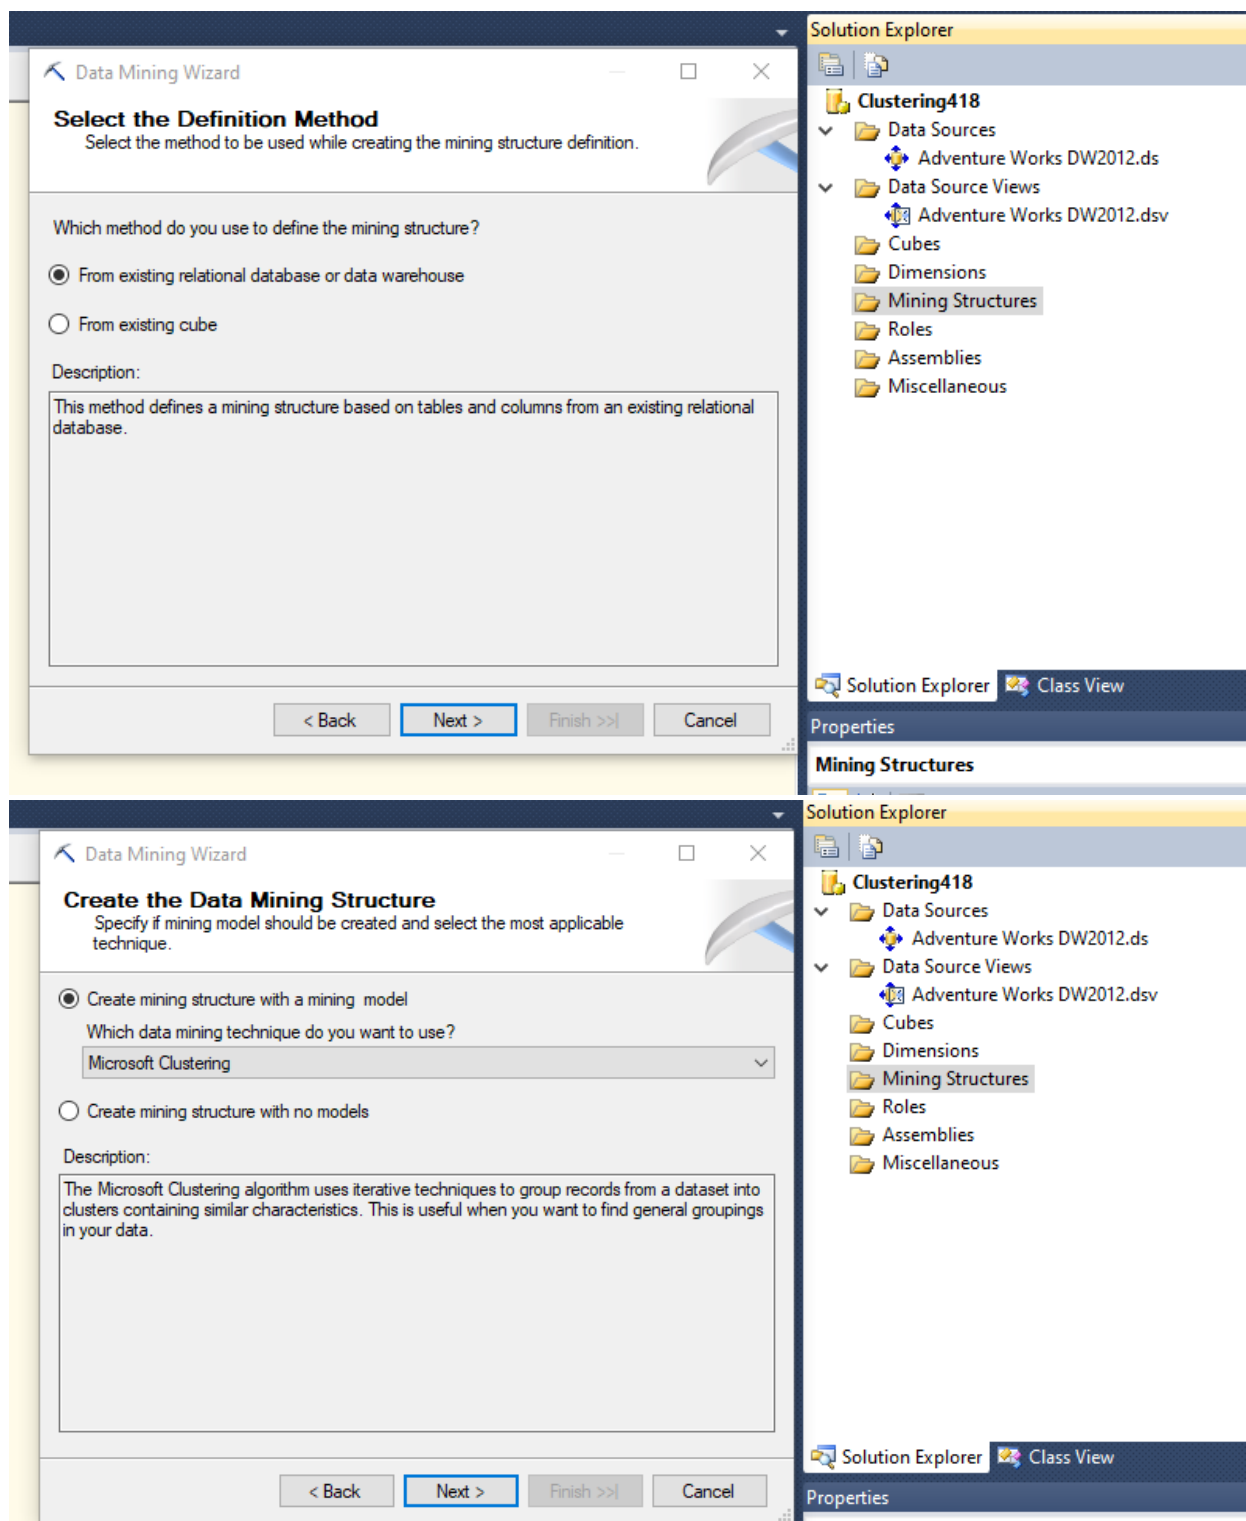 Solution Explorer
Data Mining Wizard
Select the Definition Method
Select the method to be used while creating the mining structure definition.
Which method do you use to define the mining structure?
From existing relational database or data warehouse
From existing cube
Description:
This method defines a mining structure based on tables and columns from an existing relational
database.
< Back
Next >
Finish >>|
Cancel
Clustering418
Data Sources
Adventure Works DW2012.ds
Data Source Views
Adventure Works DW2012.dsv
Cubes
Dimensions
Mining Structures
Roles
Assemblies
Miscellaneous
Solution Explorer
Class View
Properties
Mining Structures
Solution Explorer
Data Mining Wizard
Create the Data Mining Structure
Specify if mining model should be created and select the most applicable
technique.
Create mining structure with a mining model
Which data mining technique do you want to use?
Microsoft Clustering
Create mining structure with no models
Description:
The Microsoft Clustering algorithm uses iterative techniques to group records from a dataset into
clusters containing similar characteristics. This is useful when you want to find general groupings
in your data.
< Back
Next >
Finish >>|
Cancel
Clustering418
Data Sources
Adventure Works DW2012.ds
Data Source Views
Adventure Works DW2012.dsv
Cubes
Dimensions
Mining Structures
Roles
Assemblies
Miscellaneous
Solution Explorer
Class View
Properties